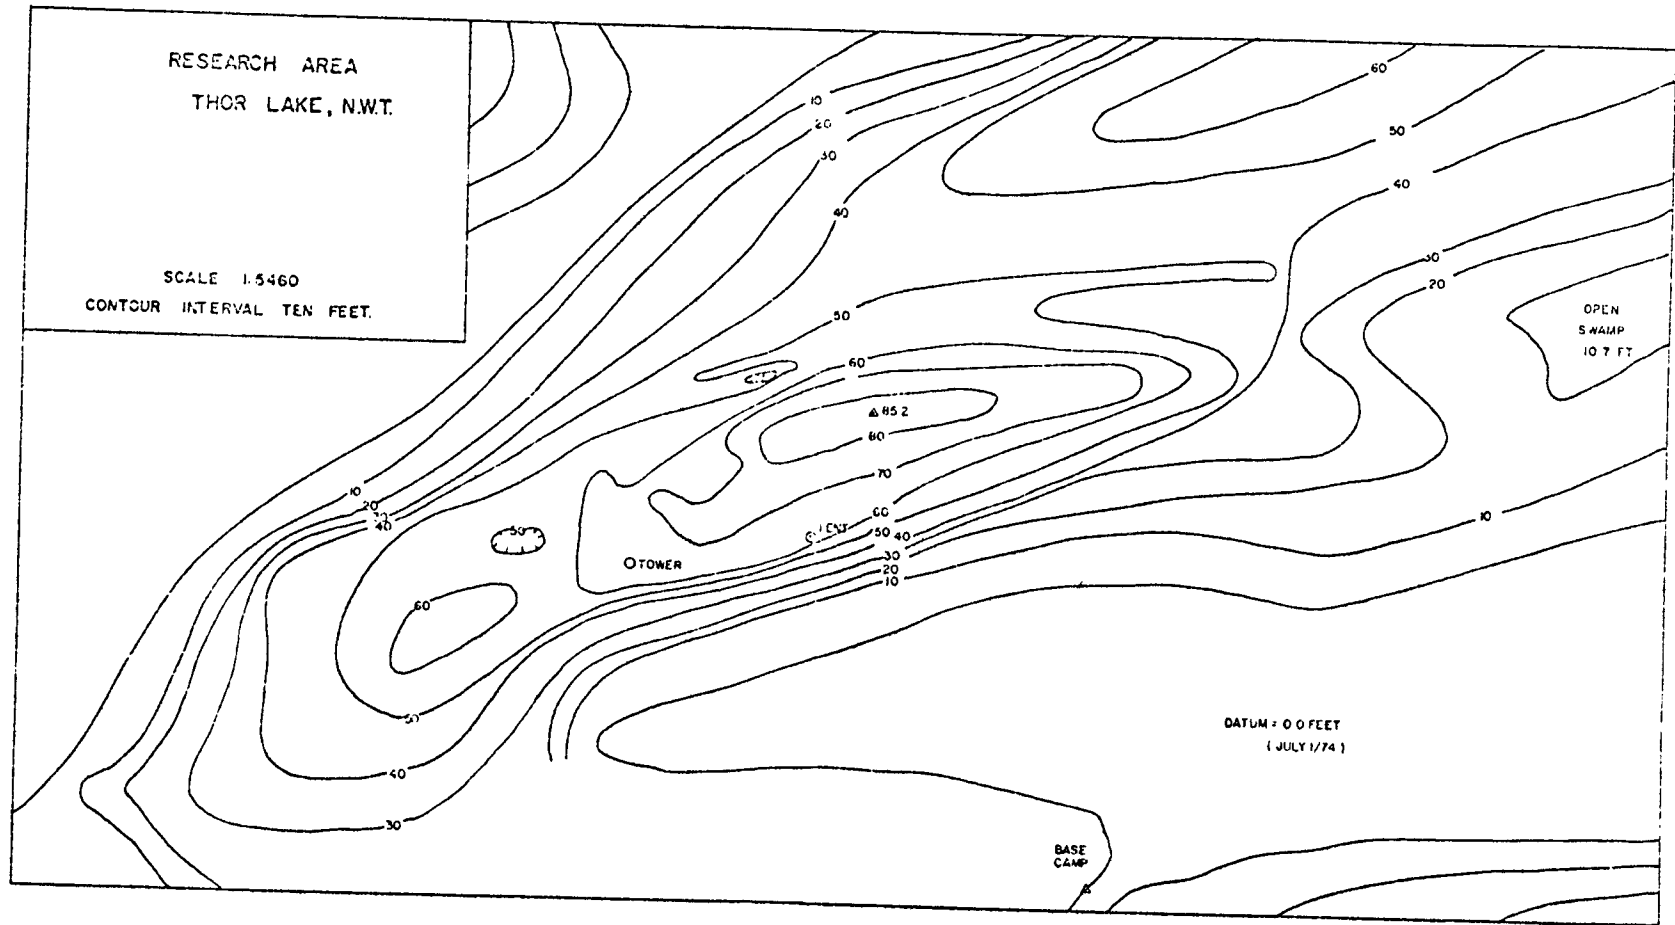 RESEARCH AREA
THOR LAKE, N.W.T.
SCALE 1:5460
CONTOUR INTERVAL TEN FEET.
10
20
30
40
50
60
50
40
30
20
OPEN
SWAMP
10.7 FT
60
85.2
80
70
60
50
40
30
20
10
10
10
20
30
40
50
TOWER
TENT
60
50
40
30
DATUM = 0.0 FEET
( JULY 1/74 )
BASE
CAMP